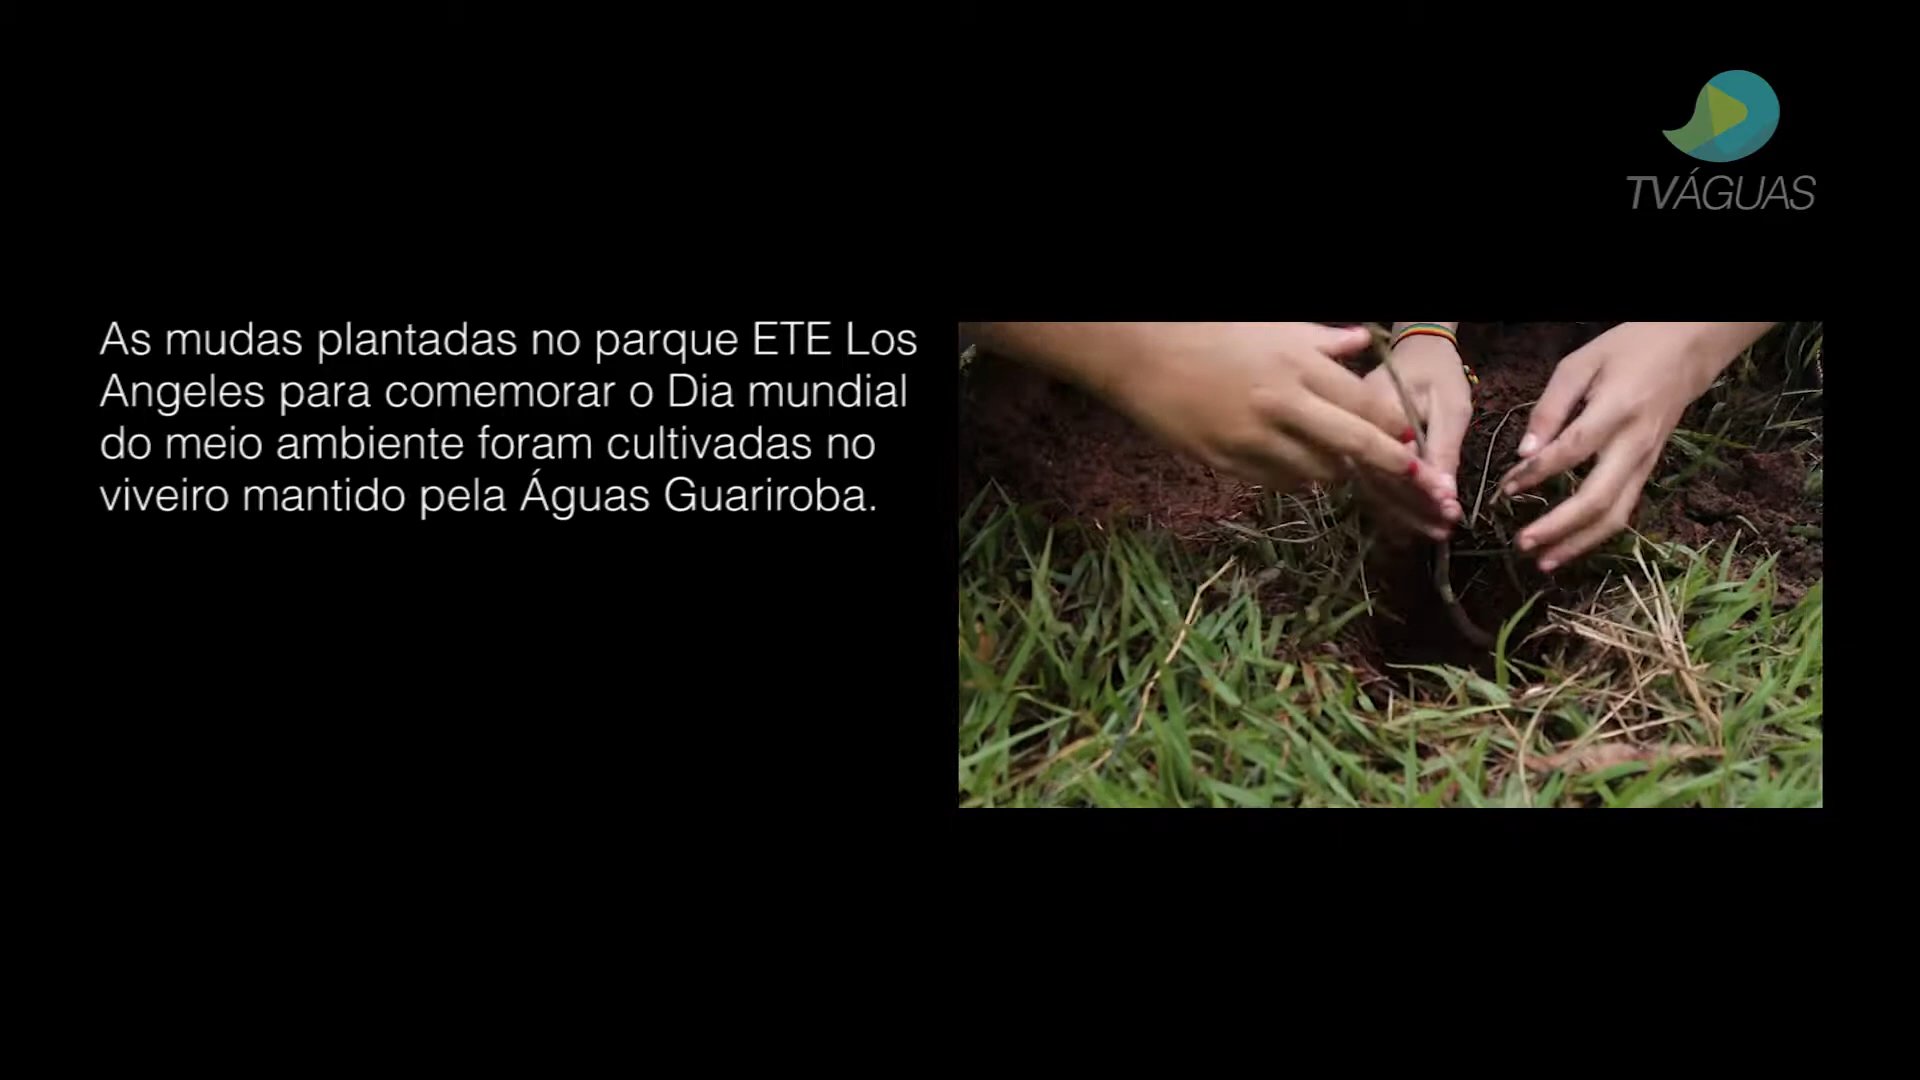 TVÁGUAS
As mudas plantadas no parque ETE Los
Angeles para comemorar o Dia mundial
do meio ambiente foram cultivadas no
viveiro mantido pela Águas Guariroba.